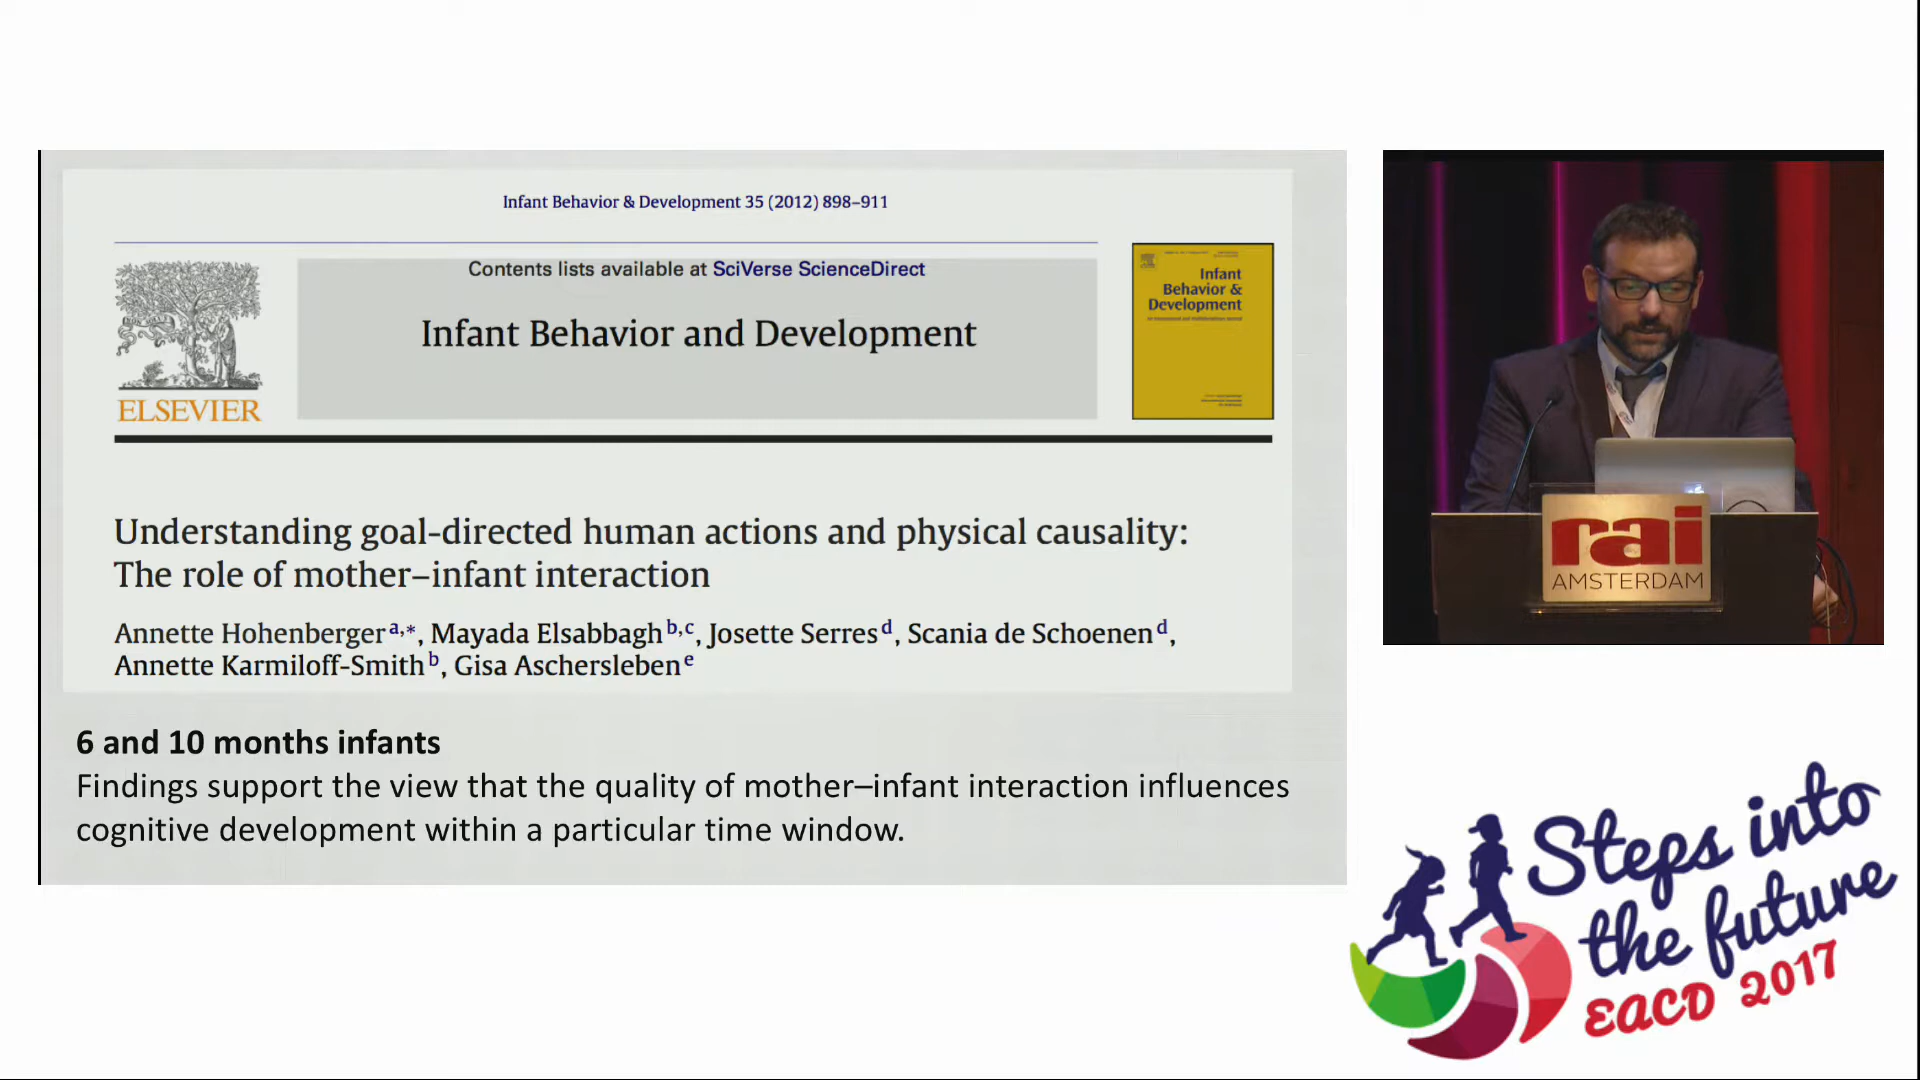 Infant Behavior & Development 35 (2012) 898–911
Contents lists available at SciVerse ScienceDirect
Infant Behavior and Development
ELSEVIER
Infant
Behavior &
Development
Understanding goal-directed human actions and physical causality:
The role of mother–infant interaction
Annette Hohenberger a,*, Mayada Elsabbagh b,c, Josette Serres d, Scania de Schoenen d,
Annette Karmiloff-Smith b, Gisa Aschersleben e
6 and 10 months infants
Findings support the view that the quality of mother–infant interaction influences
cognitive development within a particular time window.
rai
AMSTERDAM
Steps into
the future
EACD 2017